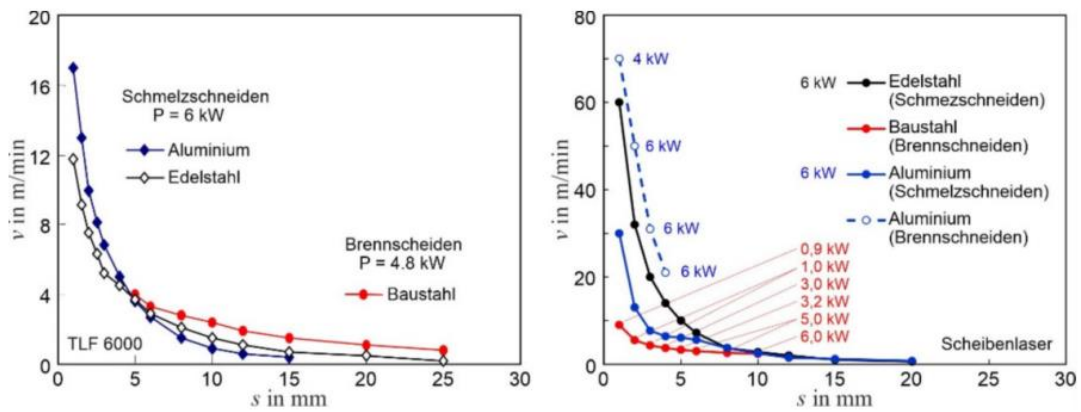 20
16
12
8
4
0
v in m/min
Schmelzschneiden
P = 6 kW
Aluminium
Edelstahl
Brennscheiden
P = 4.8 kW
Baustahl
TLF 6000
0 5 10 15 20 25 30
s in mm
80
60
40
20
0
v in m/min
4 kW
6 kW
6 kW
6 kW
6 kW Edelstahl
(Schmezschneiden)
Baustahl
(Brennschneiden)
6 kW Aluminium
(Schmelzschneiden)
Aluminium
(Brennschneiden)
0,9 kW
1,0 kW
3,0 kW
3,2 kW
5,0 kW
6,0 kW
Scheibenlaser
0 5 10 15 20 25 30
s in mm